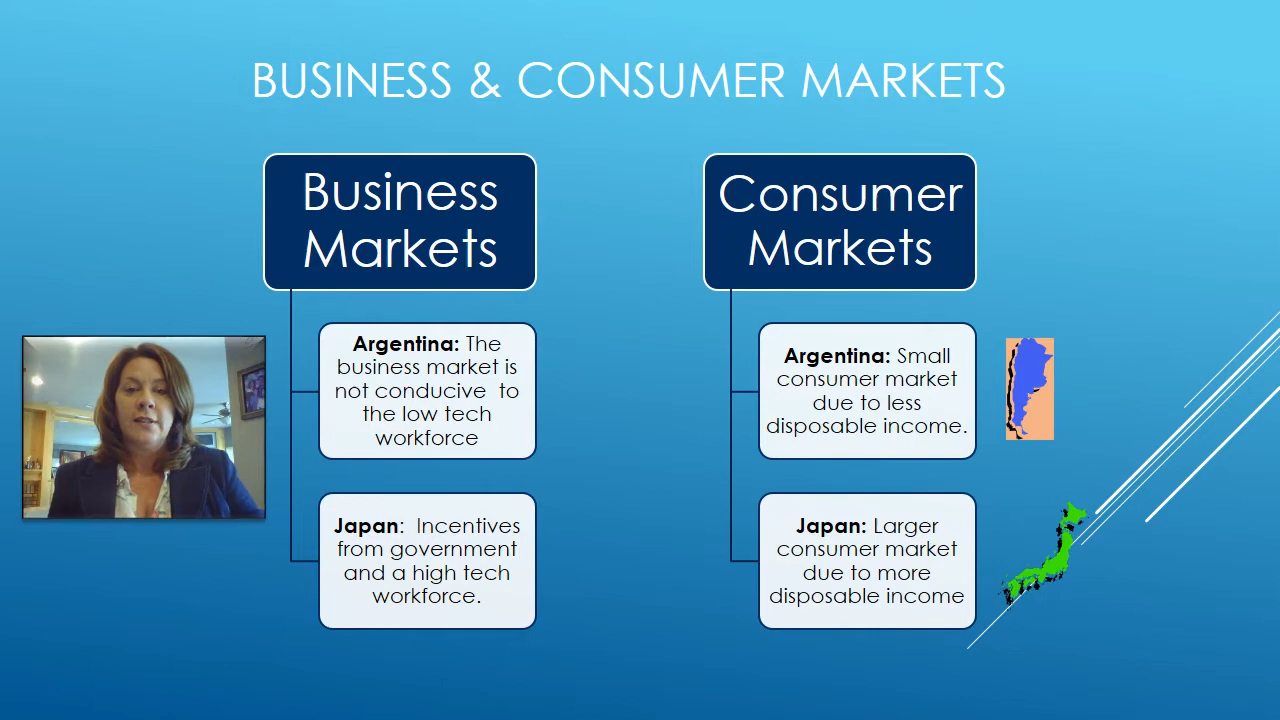 BUSINESS & CONSUMER MARKETS
Business
Markets
Argentina: The
business market is
not conducive  to
the low tech
workforce
Japan:  Incentives
from government
and a high tech
workforce.
Consumer
Markets
Argentina: Small
consumer market
due to less
disposable income.
Japan: Larger
consumer market
due to more
disposable income